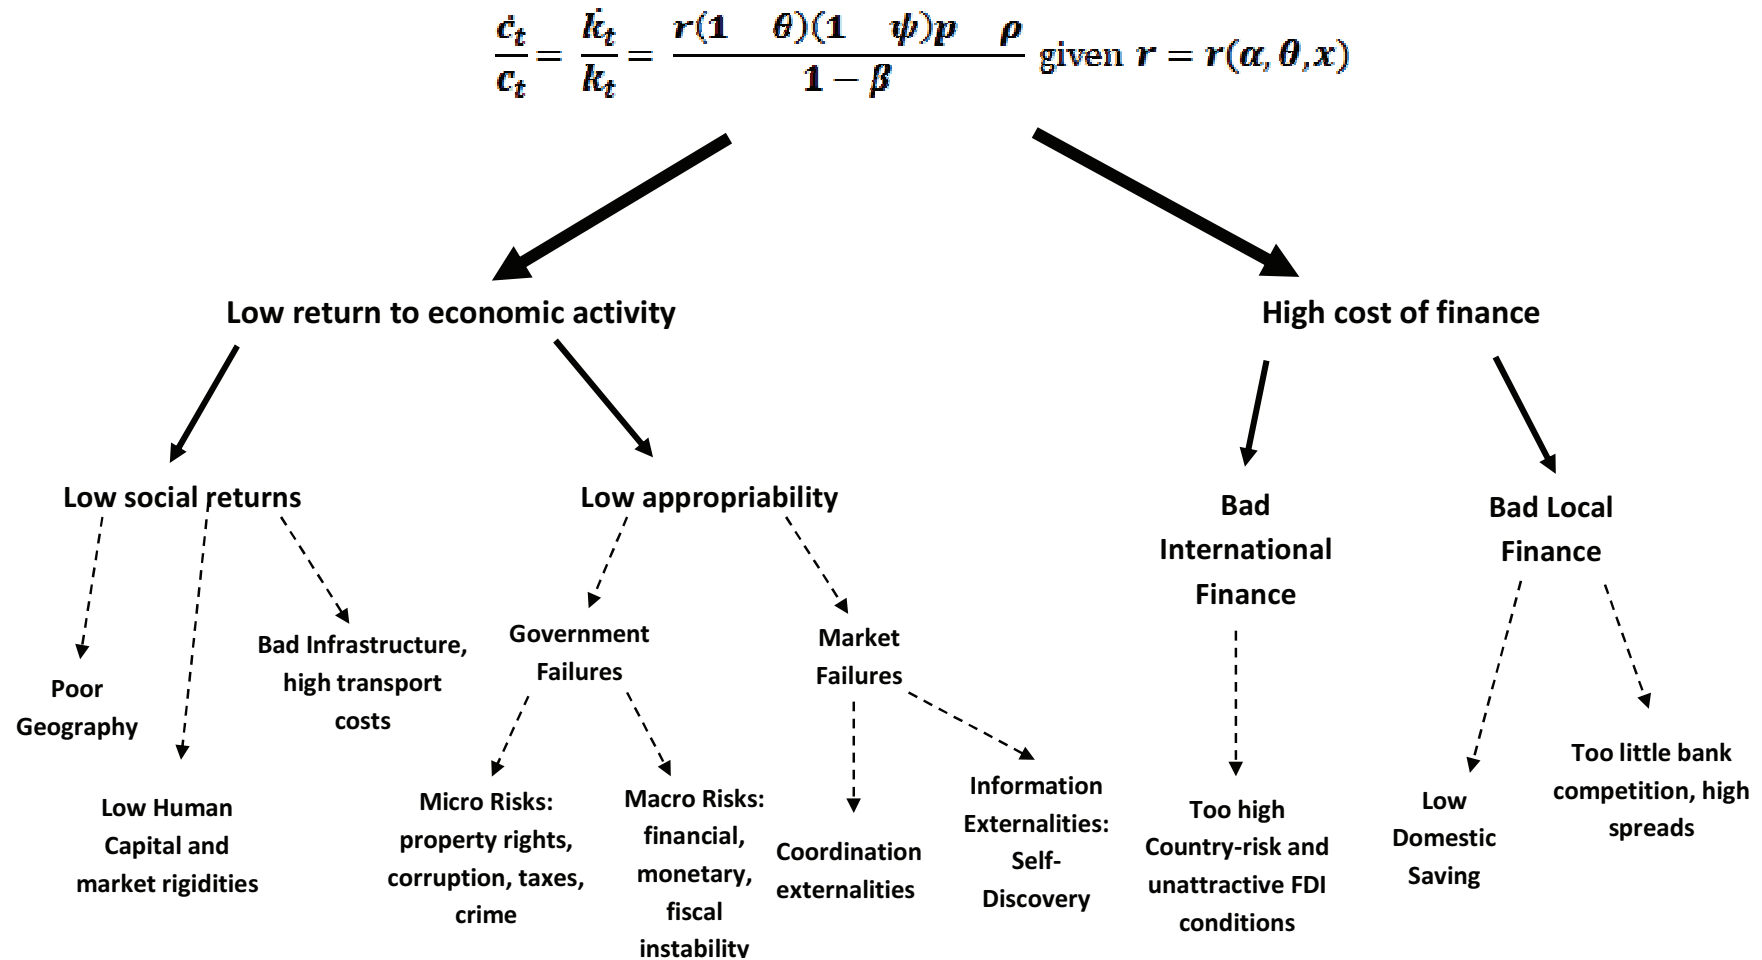 ċₜ/cₜ = k̇ₜ/kₜ = r(1 θ)(1 ψ)p ρ / 1 − β given r = r(α, θ, x)
Low return to economic activity
High cost of finance
Low social returns
Low appropriability
Bad
International
Finance
Bad Local
Finance
Poor
Geography
Low Human
Capital and
market rigidities
Bad Infrastructure,
high transport
costs
Government
Failures
Market
Failures
Micro Risks:
property rights,
corruption, taxes,
crime
Macro Risks:
financial,
monetary,
fiscal
instability
Coordination
externalities
Information
Externalities:
Self-
Discovery
Too high
Country-risk and
unattractive FDI
conditions
Low
Domestic
Saving
Too little bank
competition, high
spreads